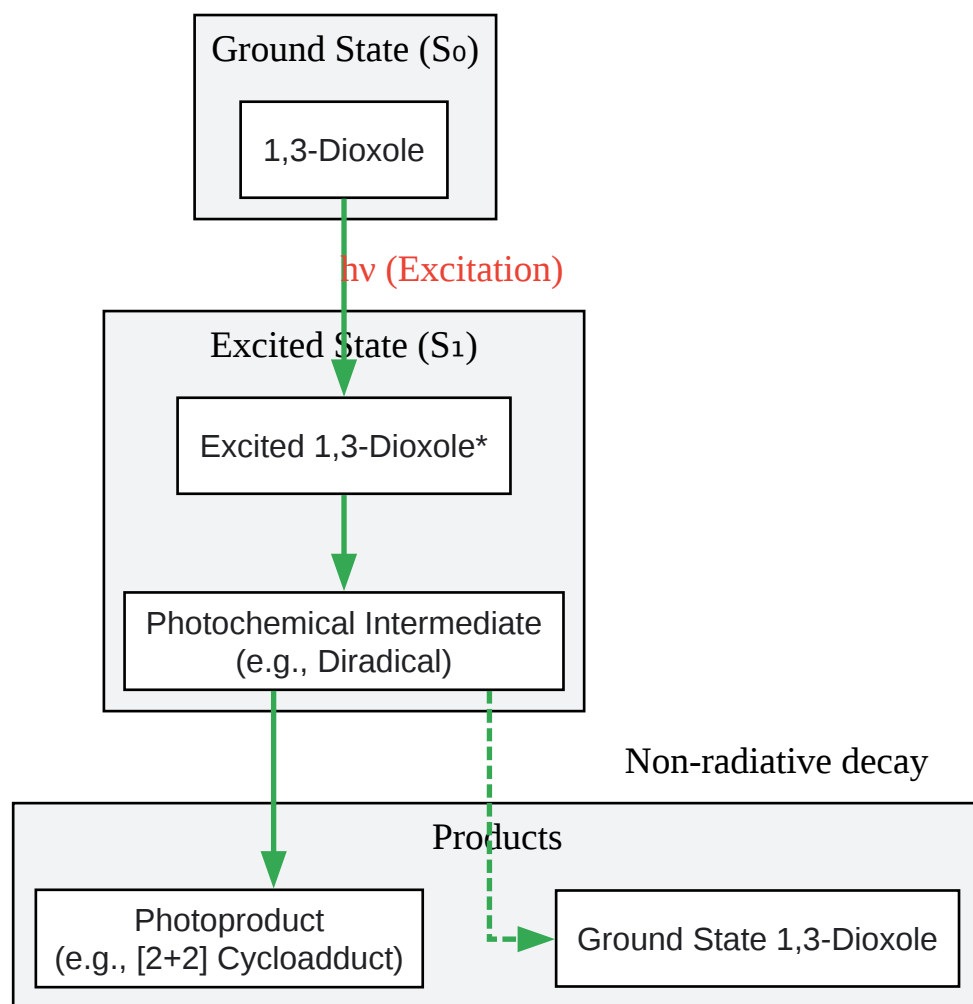 Ground State (S₀)
1,3-Dioxole
hν (Excitation)
Excited State (S₁)
Excited 1,3-Dioxole*
Photochemical Intermediate
(e.g., Diradical)
Non-radiative decay
Products
Photoproduct
(e.g., [2+2] Cycloadduct)
Ground State 1,3-Dioxole